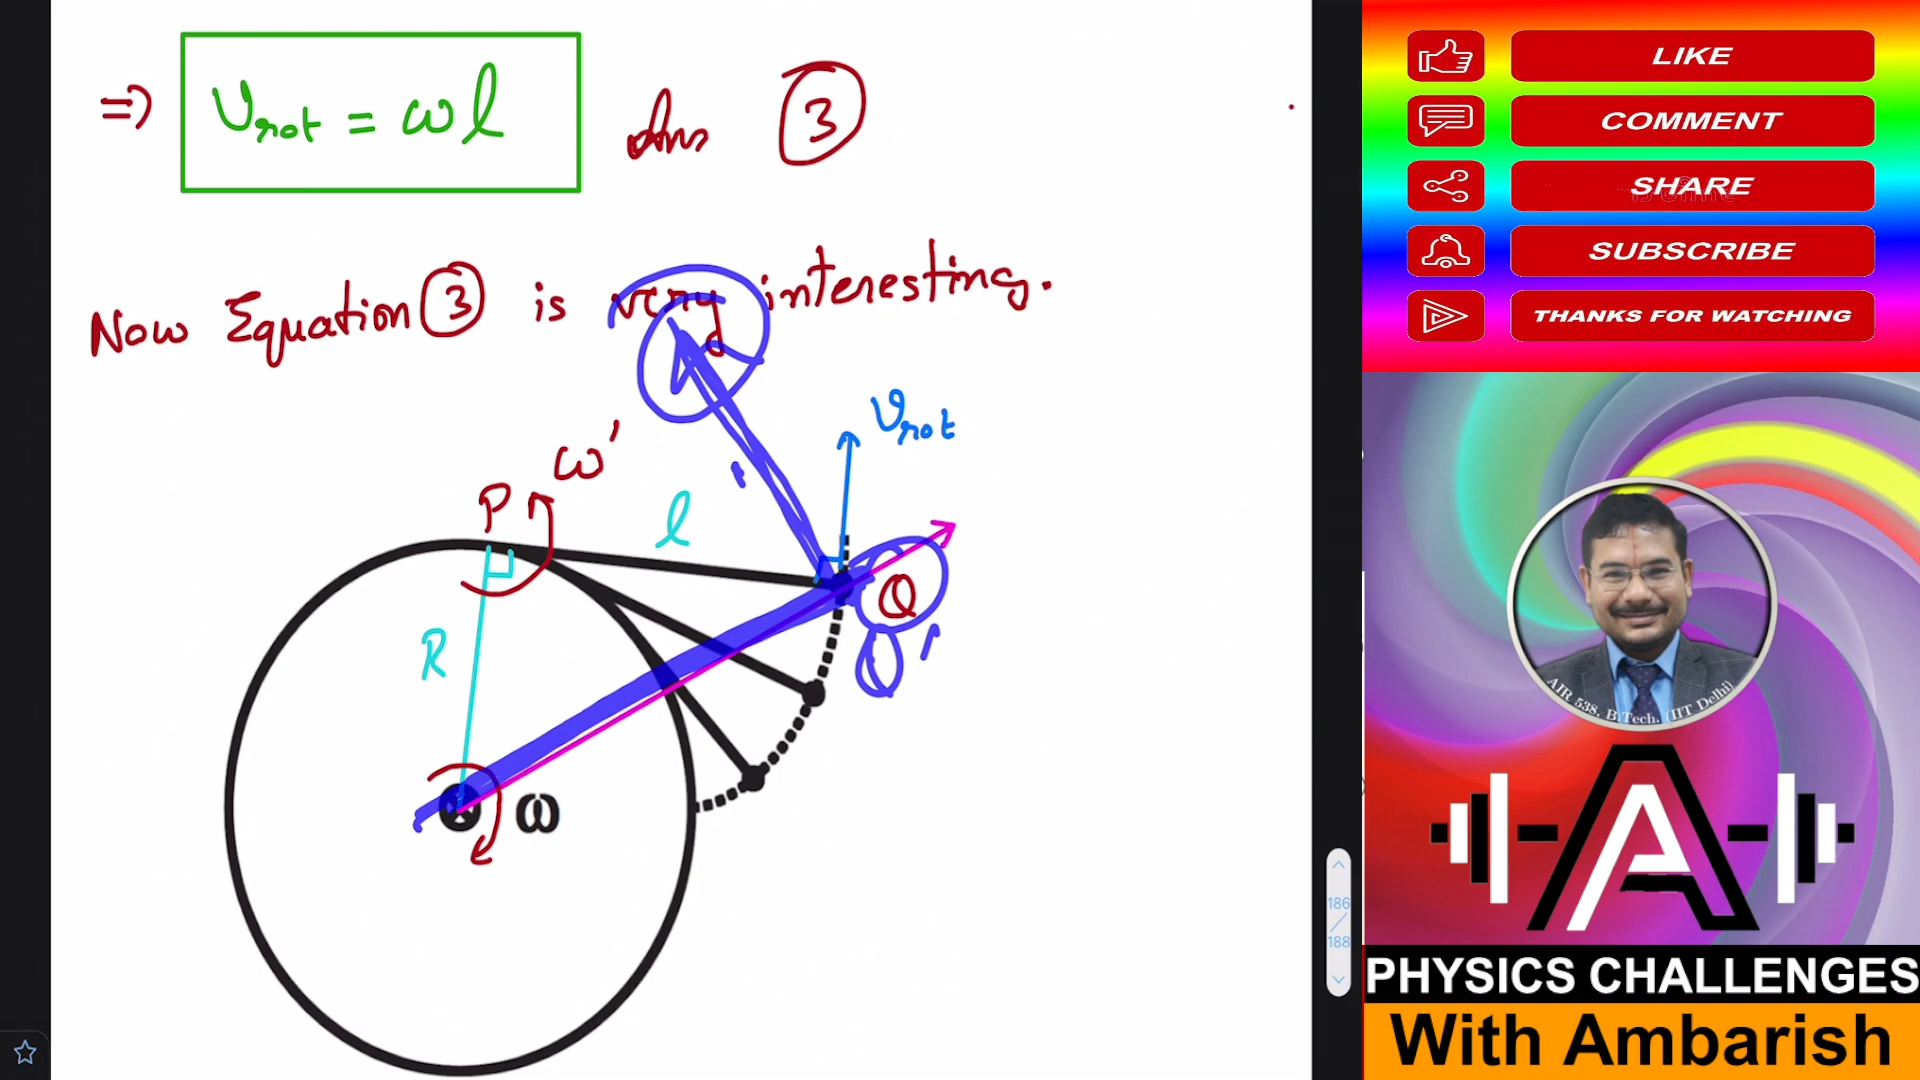 ⇒ v_rot = ωl Ans ③
Now Equation ③ is very interesting.
v_rot
ω'
P
l
Q
R
ω
186
188
LIKE
COMMENT
SHARE
SUBSCRIBE
THANKS FOR WATCHING
AIR 538, B.Tech. (IIT Delhi)
A
PHYSICS CHALLENGES
With Ambarish